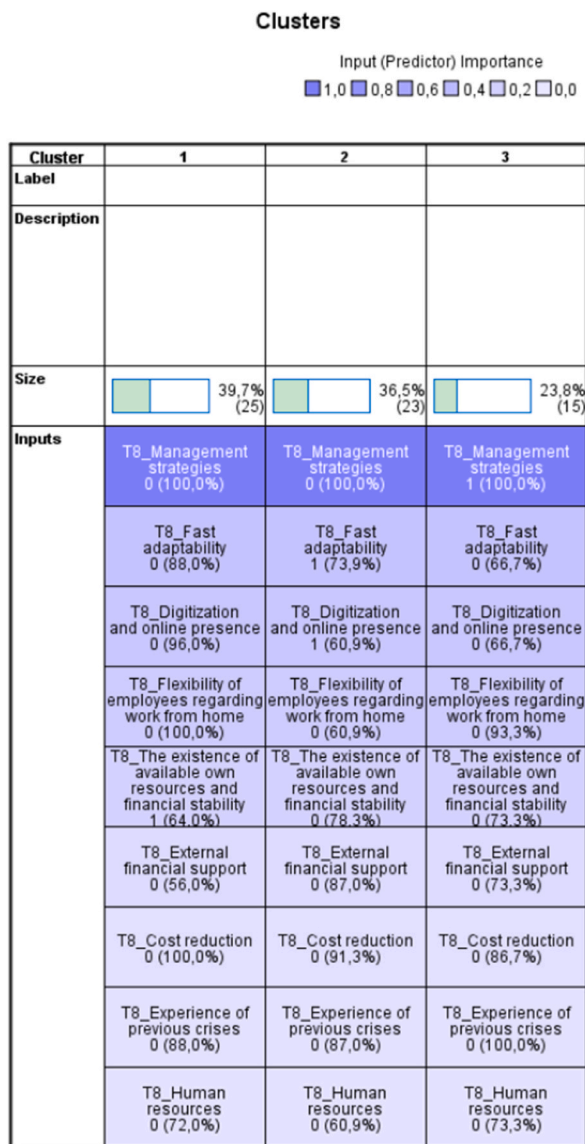 Clusters
Input (Predictor) Importance
1,0 0,8 0,6 0,4 0,2 0,0
Cluster 1 2 3
Label
Description
Size 39,7% (25) 36,5% (23) 23,8% (15)
Inputs
T8_Management strategies 0 (100,0%) T8_Management strategies 0 (100,0%) T8_Management strategies 1 (100,0%)
T8_Fast adaptability 0 (88,0%) T8_Fast adaptability 1 (73,9%) T8_Fast adaptability 0 (66,7%)
T8_Digitization and online presence 0 (96,0%) T8_Digitization and online presence 1 (60,9%) T8_Digitization and online presence 0 (66,7%)
T8_Flexibility of employees regarding work from home 0 (100,0%) T8_Flexibility of employees regarding work from home 0 (60,9%) T8_Flexibility of employees regarding work from home 0 (93,3%)
T8_The existence of available own resources and financial stability 1 (64,0%) T8_The existence of available own resources and financial stability 0 (78,3%) T8_The existence of available own resources and financial stability 0 (73,3%)
T8_External financial support 0 (56,0%) T8_External financial support 0 (87,0%) T8_External financial support 0 (73,3%)
T8_Cost reduction 0 (100,0%) T8_Cost reduction 0 (91,3%) T8_Cost reduction 0 (86,7%)
T8_Experience of previous crises 0 (88,0%) T8_Experience of previous crises 0 (87,0%) T8_Experience of previous crises 0 (100,0%)
T8_Human resources 0 (72,0%) T8_Human resources 0 (60,9%) T8_Human resources 0 (73,3%)